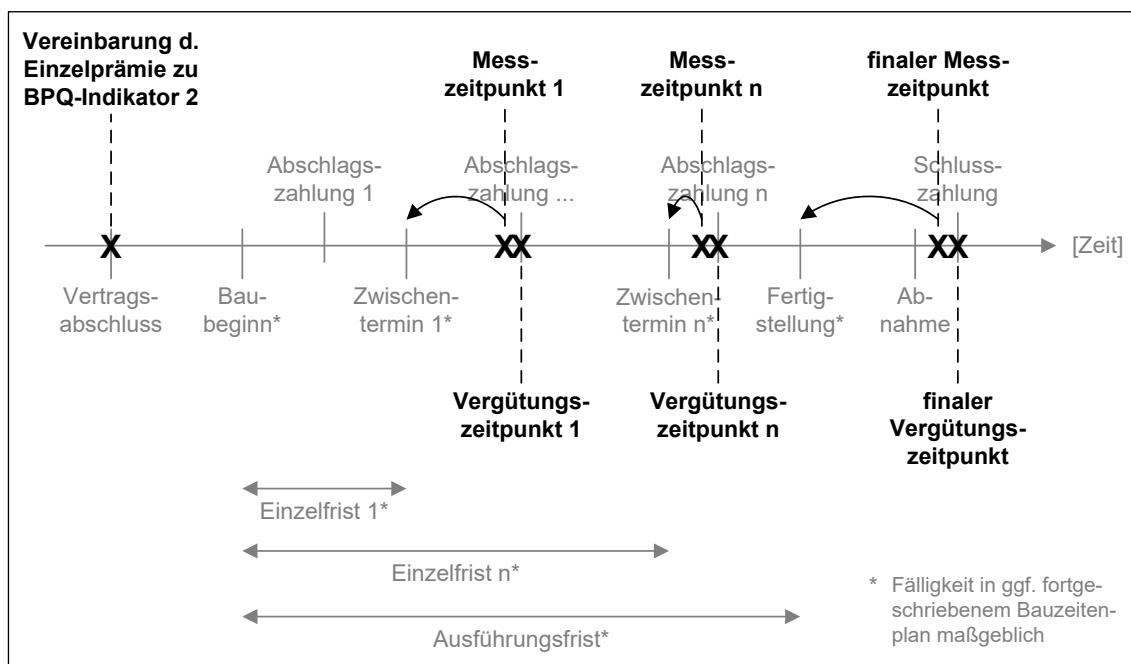 Vereinbarung d.
Einzelprämie zu
BPQ-Indikator 2
Mess-
zeitpunkt 1
Mess-
zeitpunkt n
finaler Mess-
zeitpunkt
Abschlags-
zahlung 1
Abschlags-
zahlung ...
Abschlags-
zahlung n
Schluss-
zahlung
X
XX
XX
XX
[Zeit]
Vertrags-
abschluss
Bau-
beginn*
Zwischen-
termin 1*
Zwischen-
termin n*
Fertig-
stellung*
Ab-
nahme
Vergütungs-
zeitpunkt 1
Vergütungs-
zeitpunkt n
finaler
Vergütungs-
zeitpunkt
Einzelfrist 1*
Einzelfrist n*
Ausführungsfrist*
* Fälligkeit in ggf. fortge-
schriebenem Bauzeiten-
plan maßgeblich